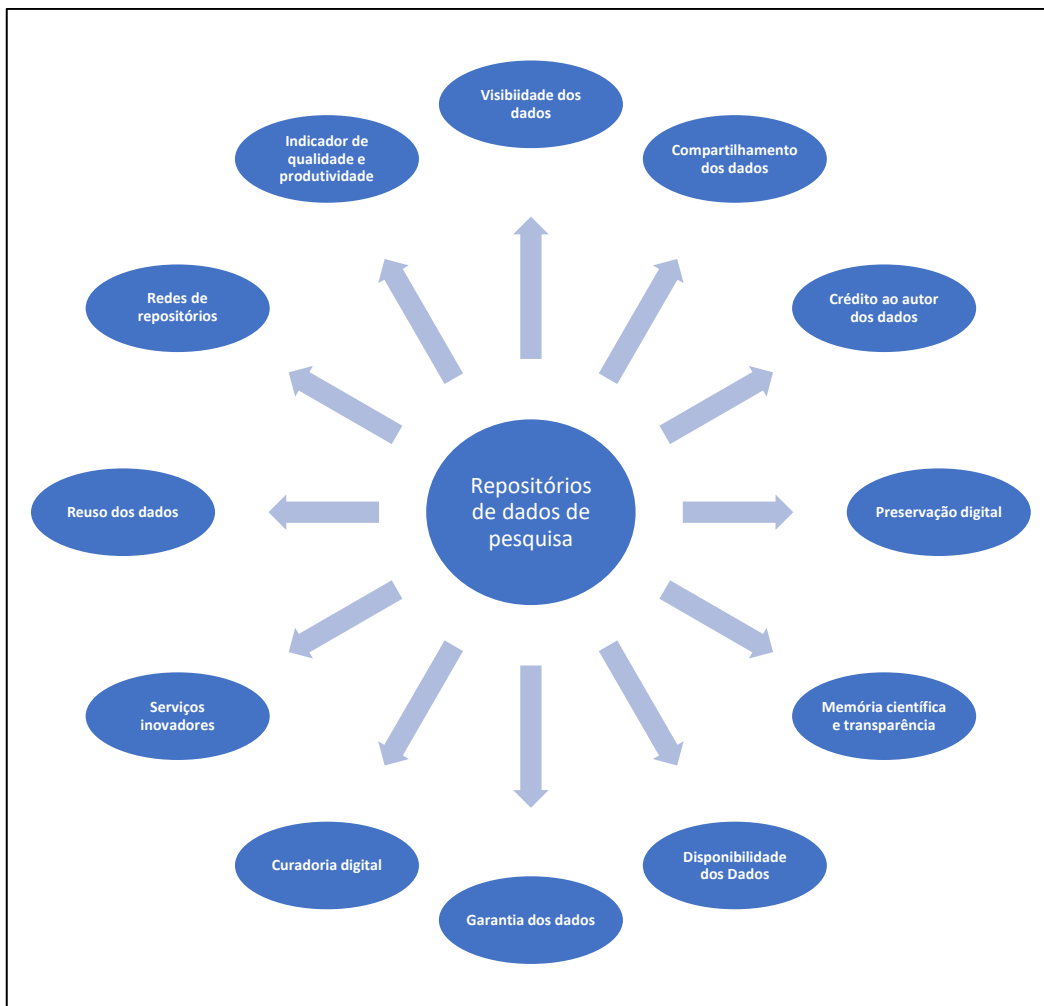 Visibiidade dos
dados
Compartilhamento
dos dados
Crédito ao autor
dos dados
Preservação digital
Memória científica
e transparência
Disponibilidade
dos Dados
Garantia dos dados
Curadoria digital
Serviços
inovadores
Reuso dos dados
Redes de
repositórios
Indicador de
qualidade e
produtividade
Repositórios
de dados de
pesquisa